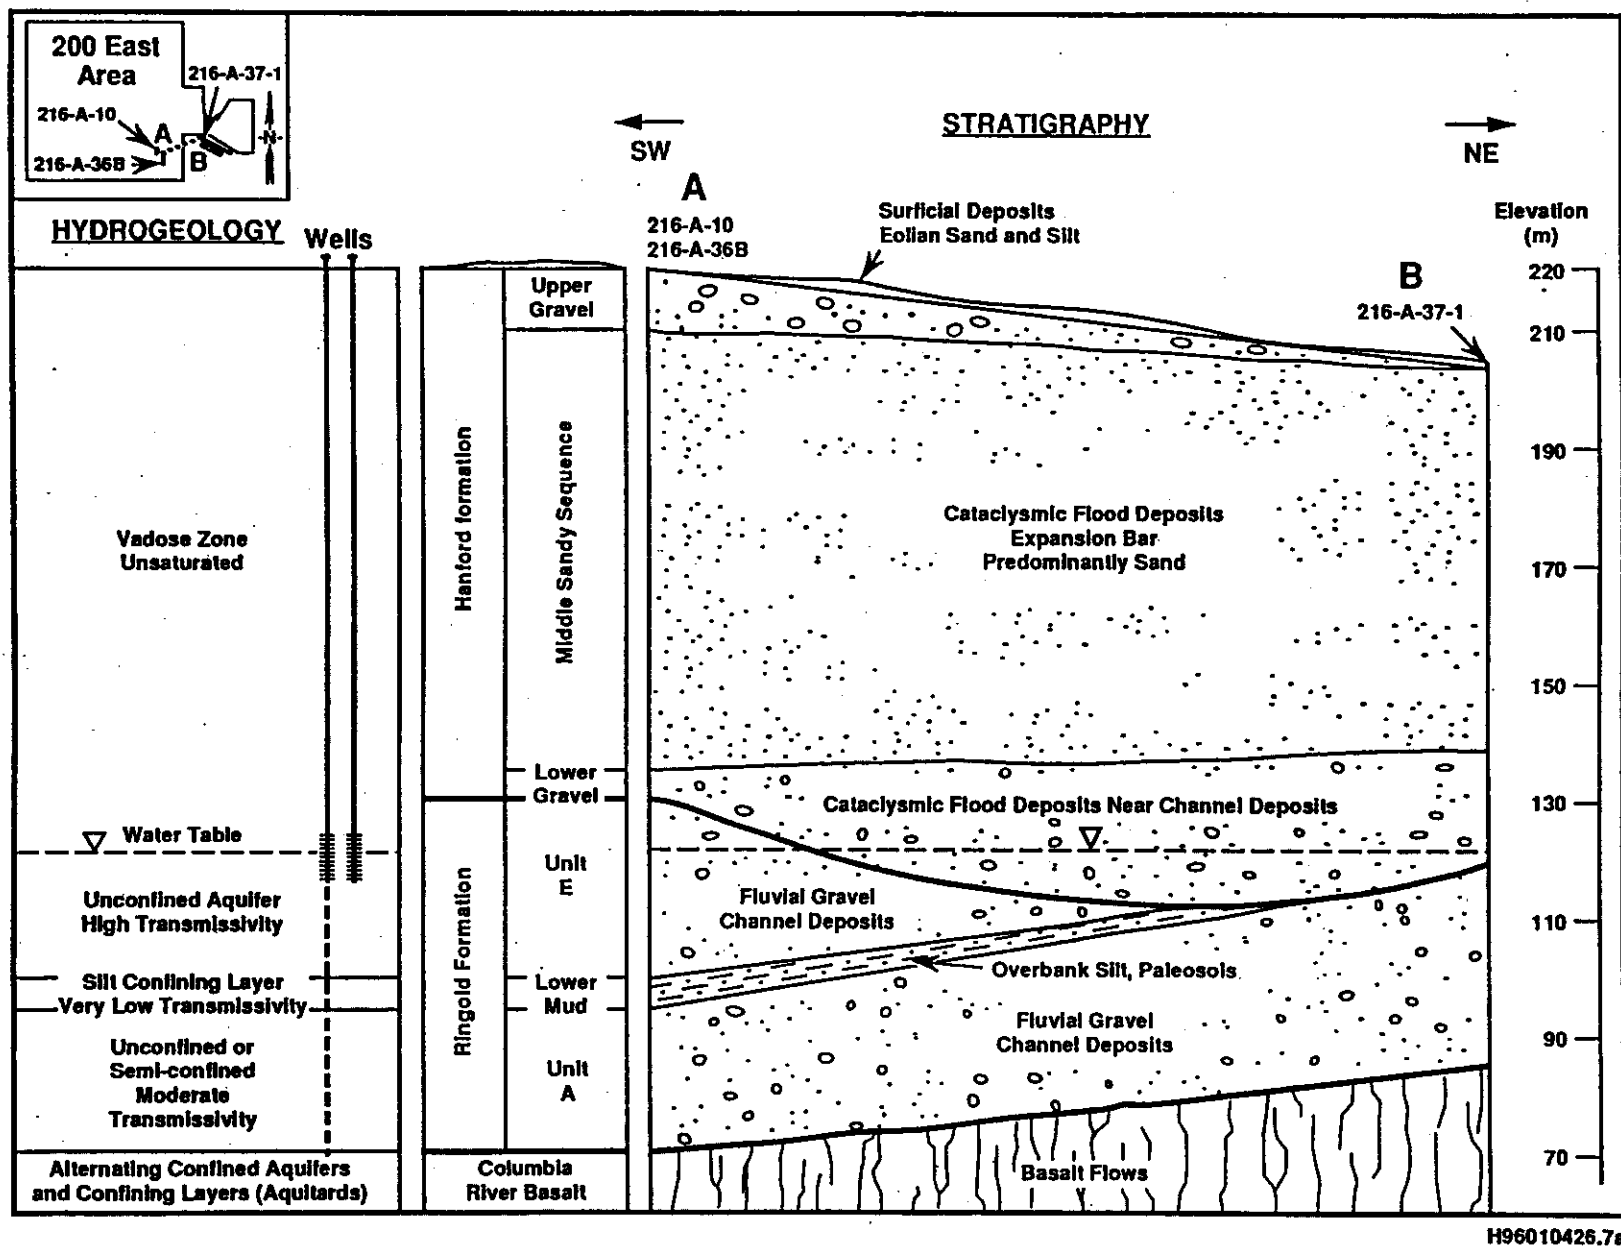 200 East
Area
216-A-37-1
216-A-10
A
216-A-36B
B
N
STRATIGRAPHY
SW
NE
HYDROGEOLOGY
Wells
A
216-A-10
216-A-36B
Surficial Deposits
Eolian Sand and Silt
B
216-A-37-1
Elevation
(m)
220
210
190
170
150
130
110
90
70
Vadose Zone
Unsaturated
Water Table
Unconfined Aquifer
High Transmissivity
Silt Confining Layer
Very Low Transmissivity
Unconfined or
Semi-confined
Moderate
Transmissivity
Alternating Confined Aquifers
and Confining Layers (Aquitards)
Hanford formation
Ringold Formation
Upper
Gravel
Middle Sandy Sequence
Lower
Gravel
Unit
E
Lower
Mud
Unit
A
Columbia
River Basalt
Cataclysmic Flood Deposits
Expansion Bar
Predominantly Sand
Cataclysmic Flood Deposits Near Channel Deposits
Fluvial Gravel
Channel Deposits
Overbank Silt, Paleosols
Fluvial Gravel
Channel Deposits
Basalt Flows
H96010426.7a